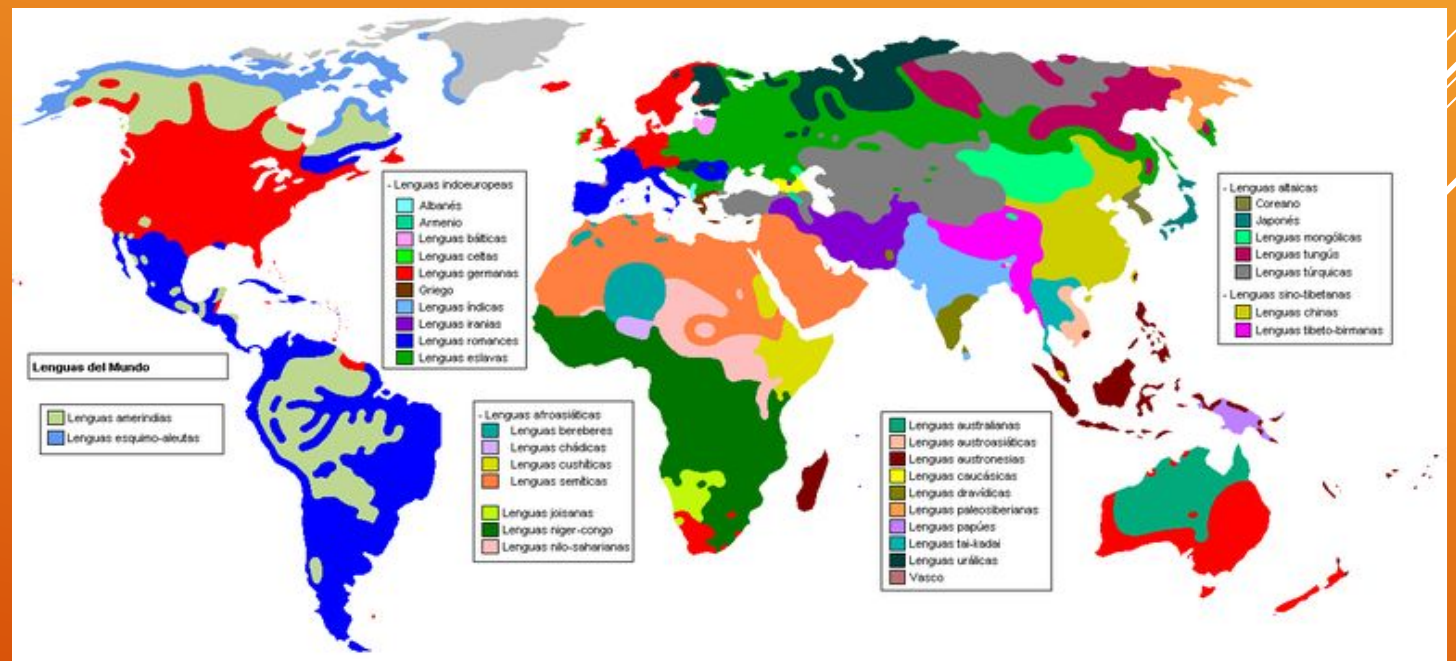 - Lenguas indoeuropeas
Albanés
Armenio
Lenguas bálticas
Lenguas celtas
Lenguas germanas
Griego
Lenguas índicas
Lenguas iranias
Lenguas romances
Lenguas eslavas
- Lenguas altaicas
Coreano
Japonés
Lenguas mongólicas
Lenguas tungús
Lenguas túrquicas
- Lenguas sino-tibetanas
Lenguas chinas
Lenguas tibeto-birmanas
Lenguas del Mundo
Lenguas amerindias
Lenguas esquimo-aleutas
- Lenguas afroasiáticas
Lenguas bereberes
Lenguas chádicas
Lenguas cushíticas
Lenguas semíticas
Lenguas joisanas
Lenguas niger-congo
Lenguas nilo-saharianas
Lenguas australianas
Lenguas austroasiáticas
Lenguas austronesias
Lenguas caucásicas
Lenguas dravídicas
Lenguas paleosiberianas
Lenguas papúes
Lenguas tai-kadai
Lenguas urálicas
Vasco